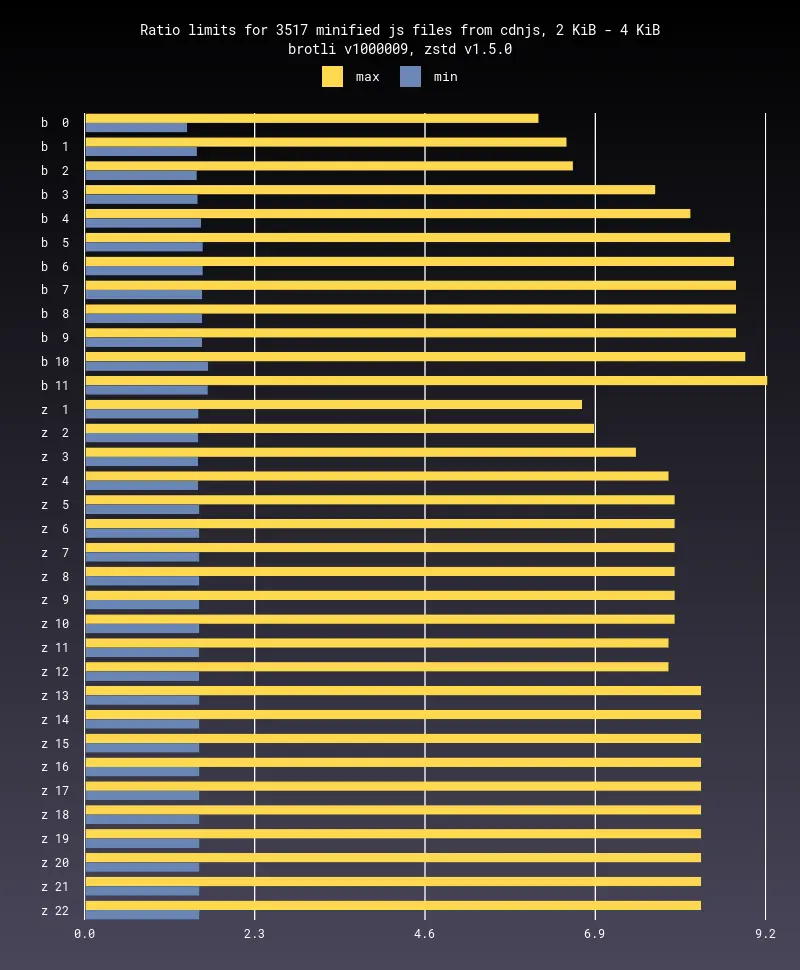 Ratio limits for 3517 minified js files from cdnjs, 2 KiB - 4 KiB
brotli v1000009, zstd v1.5.0
max min
b 0
b 1
b 2
b 3
b 4
b 5
b 6
b 7
b 8
b 9
b 10
b 11
z 1
z 2
z 3
z 4
z 5
z 6
z 7
z 8
z 9
z 10
z 11
z 12
z 13
z 14
z 15
z 16
z 17
z 18
z 19
z 20
z 21
z 22
0.0 2.3 4.6 6.9 9.2